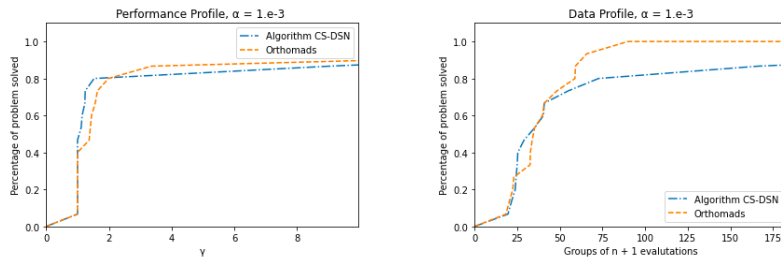 Performance Profile, α = 1.e-3
Percentage of problem solved
1.0
0.8
0.6
0.4
0.2
0.0
Algorithm CS-DSN
Orthomads
0
2
4
6
8
γ
Data Profile, α = 1.e-3
Percentage of problem solved
1.0
0.8
0.6
0.4
0.2
0.0
Algorithm CS-DSN
Orthomads
0
25
50
75
100
125
150
175
Groups of n + 1 evalutations